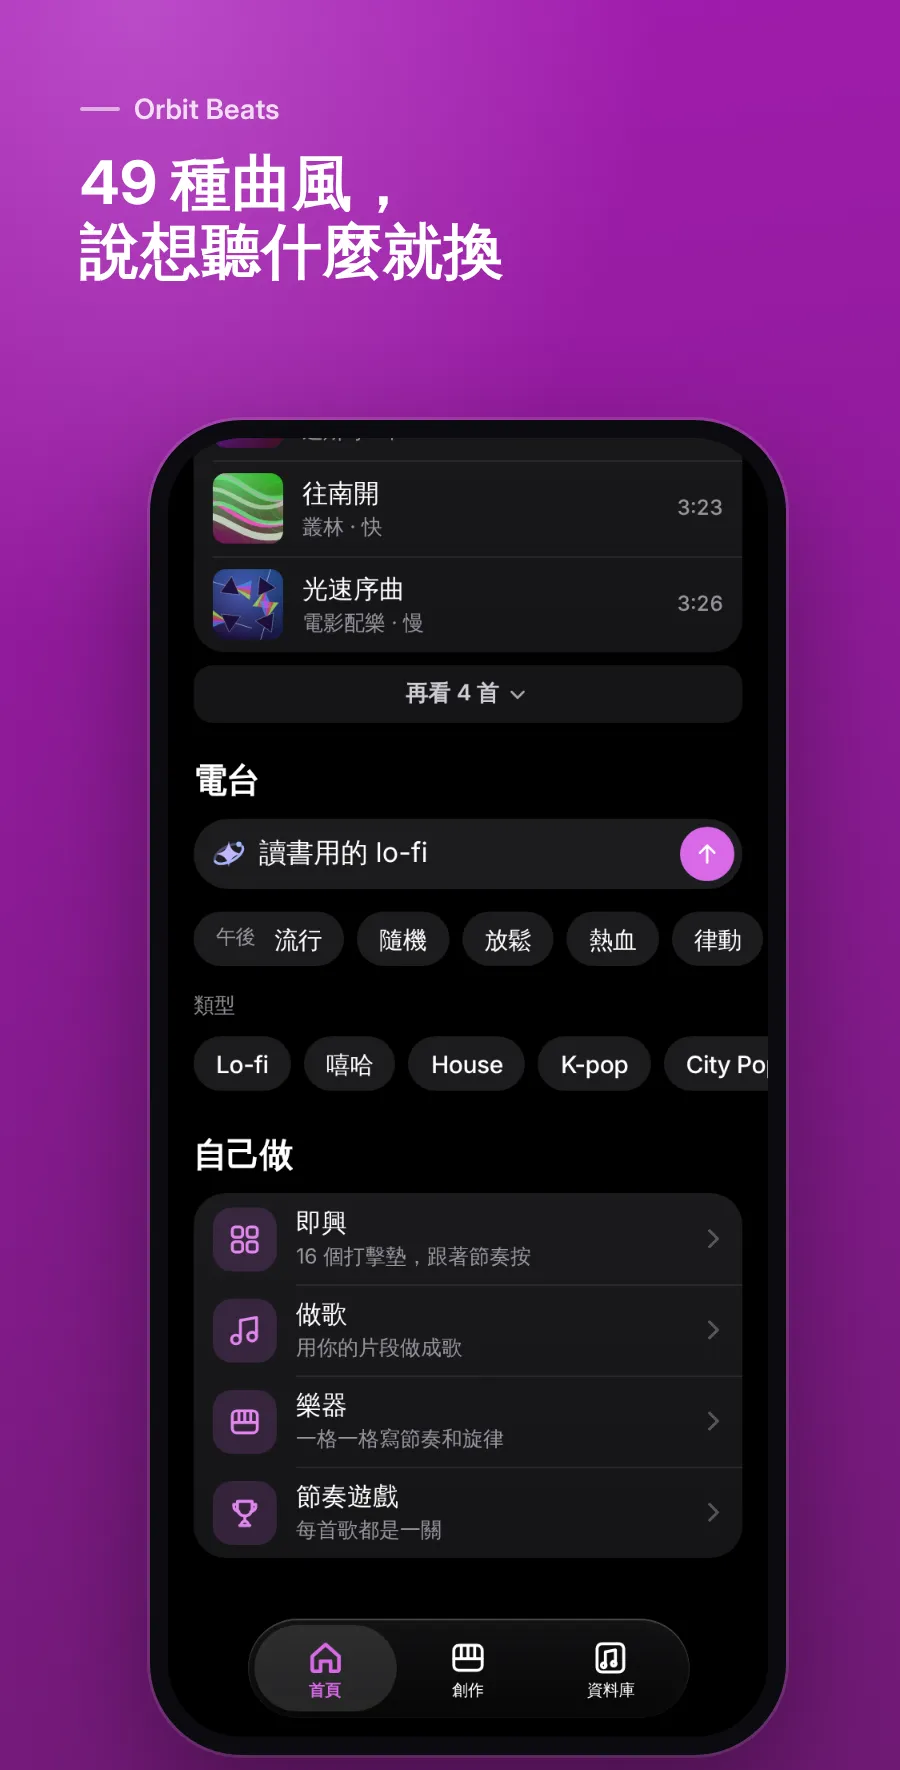 Orbit Beats
49 種曲風，
說想聽什麼就換
往南開
叢林 · 快
3:23
光速序曲
電影配樂 · 慢
3:26
再看 4 首
電台
讀書用的 lo-fi
午後 流行
隨機
放鬆
熱血
律動
類型
Lo-fi
嘻哈
House
K-pop
City Po
自己做
即興
16 個打擊墊，跟著節奏按
做歌
用你的片段做成歌
樂器
一格一格寫節奏和旋律
節奏遊戲
每首歌都是一關
首頁
創作
資料庫